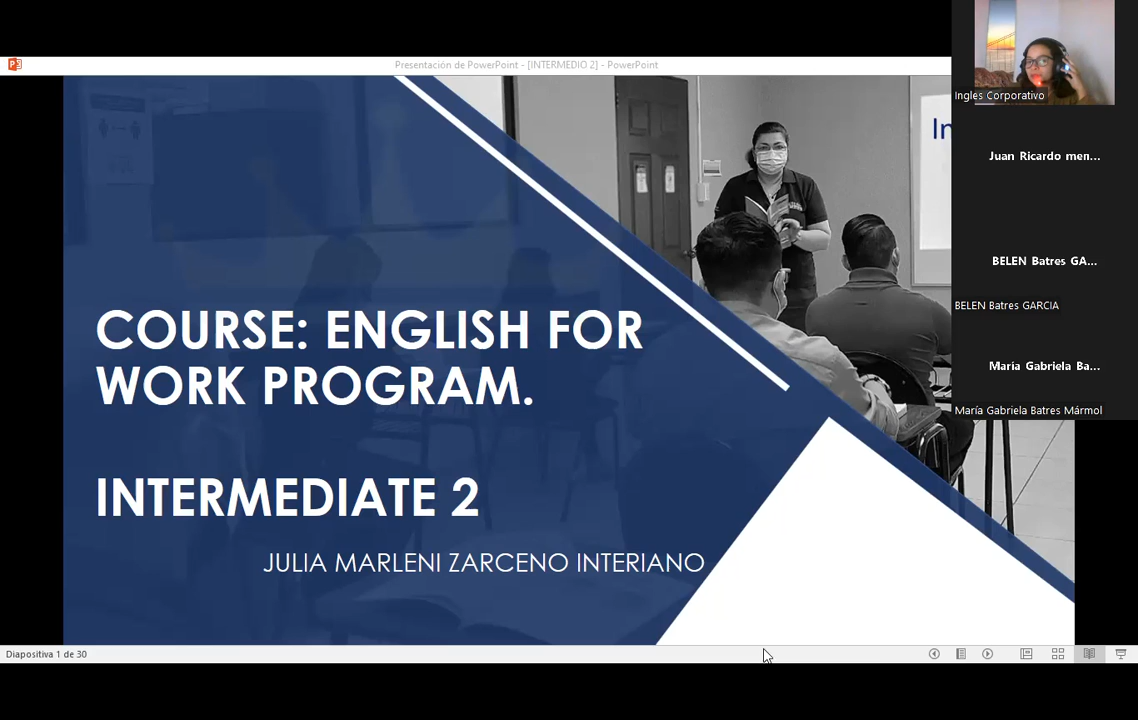 Presentación de PowerPoint - [INTERMEDIO 2] - PowerPoint
Ingles Corporativo
Juan Ricardo men...
BELEN Batres GA...
BELEN Batres GARCIA
María Gabriela Ba...
María Gabriela Batres Mármol
In
COURSE: ENGLISH FOR
WORK PROGRAM.
INTERMEDIATE 2
JULIA MARLENI ZARCENO INTERIANO
Diapositiva 1 de 30